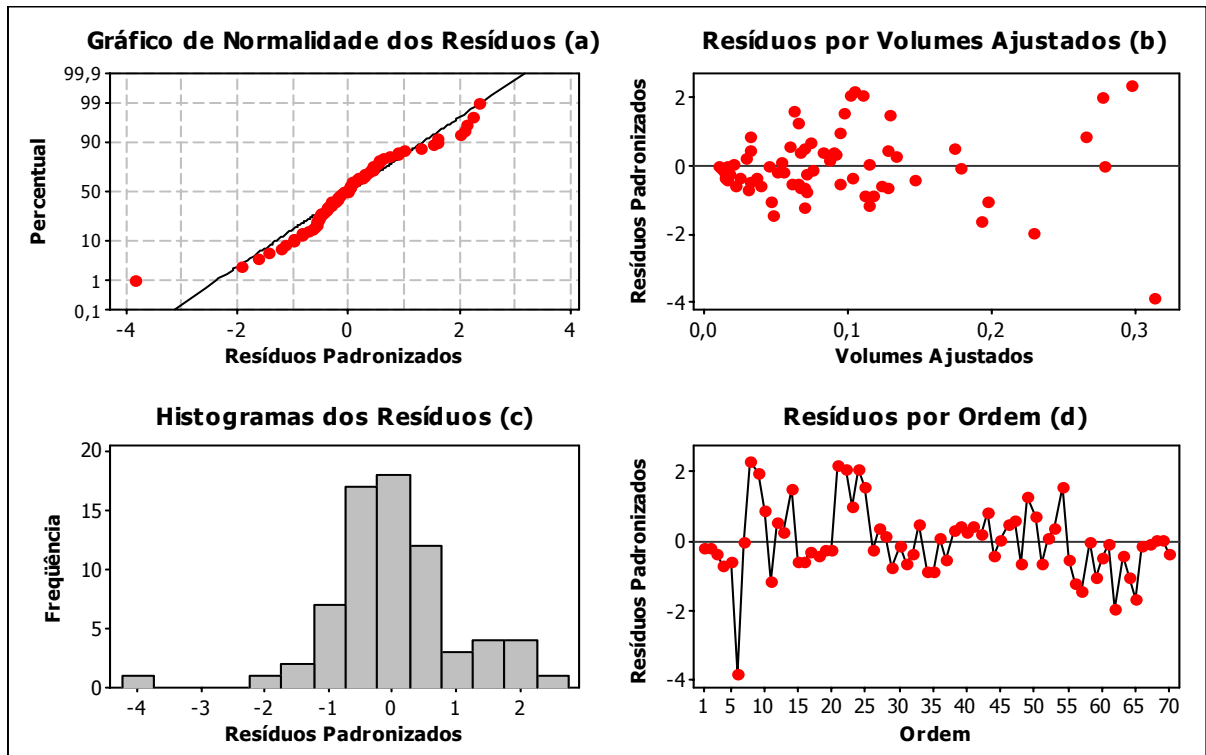 Gráfico de Normalidade dos Resíduos (a)
Percentual
99,9
99
90
50
10
1
0,1
-4 -2 0 2 4
Resíduos Padronizados
Resíduos por Volumes Ajustados (b)
Resíduos Padronizados
2
0
-2
-4
0,0 0,1 0,2 0,3
Volumes Ajustados
Histogramas dos Resíduos (c)
Freqüência
20
15
10
5
0
-4 -3 -2 -1 0 1 2
Resíduos Padronizados
Resíduos por Ordem (d)
Resíduos Padronizados
2
0
-2
-4
1 5 10 15 20 25 30 35 40 45 50 55 60 65 70
Ordem